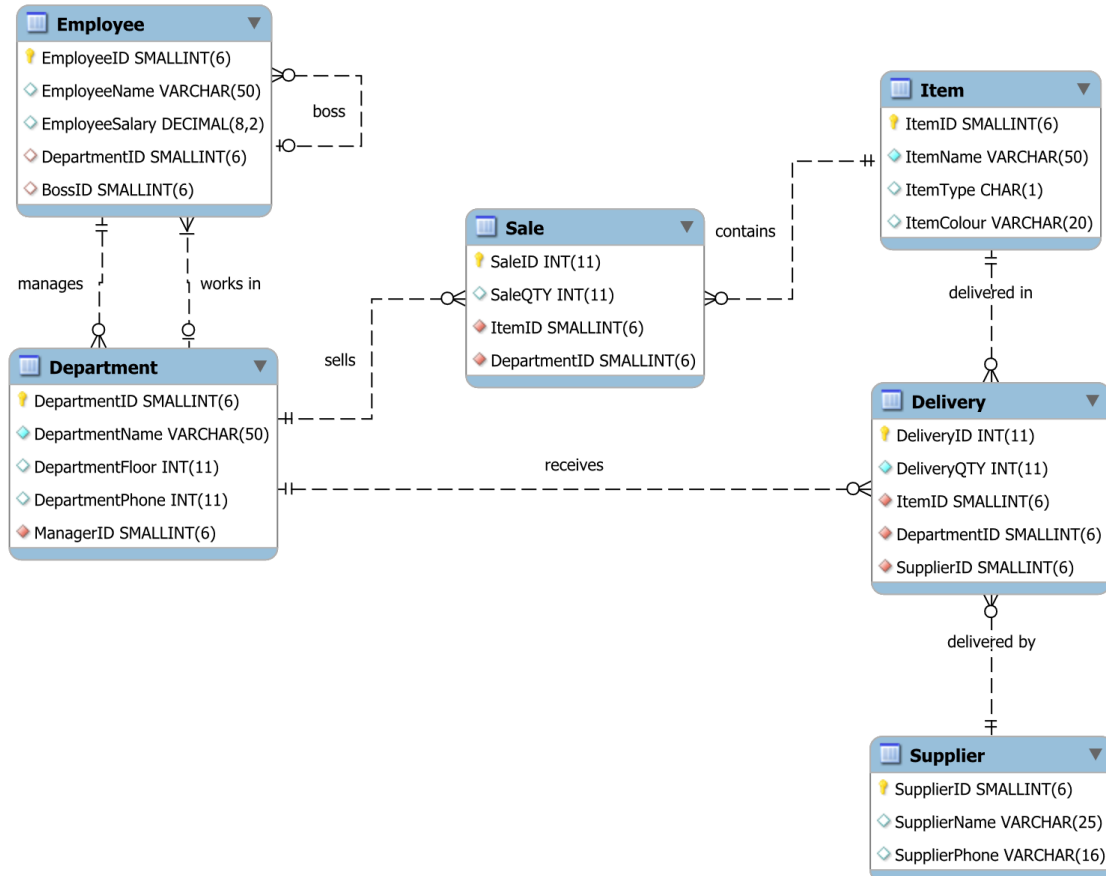 Employee
EmployeeID SMALLINT(6)
EmployeeName VARCHAR(50)
EmployeeSalary DECIMAL(8,2)
DepartmentID SMALLINT(6)
BossID SMALLINT(6)
boss
manages
works in
Department
DepartmentID SMALLINT(6)
DepartmentName VARCHAR(50)
DepartmentFloor INT(11)
DepartmentPhone INT(11)
ManagerID SMALLINT(6)
sells
receives
Sale
SaleID INT(11)
SaleQTY INT(11)
ItemID SMALLINT(6)
DepartmentID SMALLINT(6)
contains
Item
ItemID SMALLINT(6)
ItemName VARCHAR(50)
ItemType CHAR(1)
ItemColour VARCHAR(20)
delivered in
Delivery
DeliveryID INT(11)
DeliveryQTY INT(11)
ItemID SMALLINT(6)
DepartmentID SMALLINT(6)
SupplierID SMALLINT(6)
delivered by
Supplier
SupplierID SMALLINT(6)
SupplierName VARCHAR(25)
SupplierPhone VARCHAR(16)